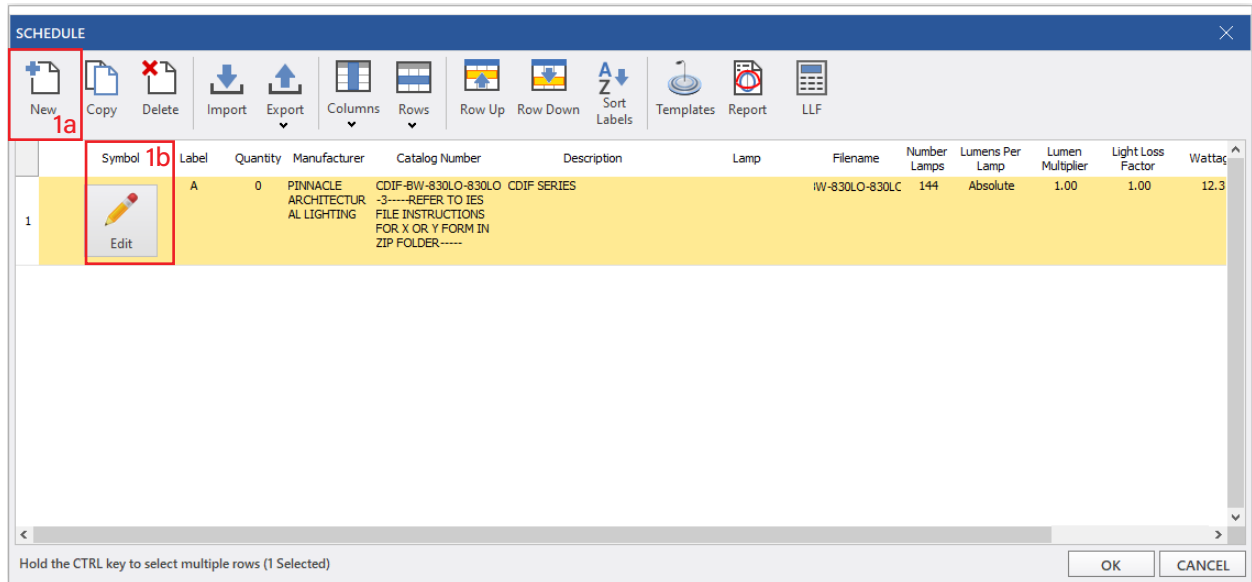 SCHEDULE
New
Copy
Delete
Import
Export
Columns
Rows
Row Up
Row Down
Sort
Labels
Templates
Report
LLF
A
Z
1a
Symbol
1b
Label
Quantity
Manufacturer
Catalog Number
Description
Lamp
Filename
Number
Lamps
Lumens Per
Lamp
Lumen
Multiplier
Light Loss
Factor
Wattag
1
Edit
A
0
PINNACLE
ARCHITECTUR
AL LIGHTING
CDIF-BW-830LO-830LO
-3-----REFER TO IES
FILE INSTRUCTIONS
FOR X OR Y FORM IN
ZIP FOLDER-----
CDIF SERIES
IW-830LO-830LC
144
Absolute
1.00
1.00
12.3
Hold the CTRL key to select multiple rows (1 Selected)
OK
CANCEL